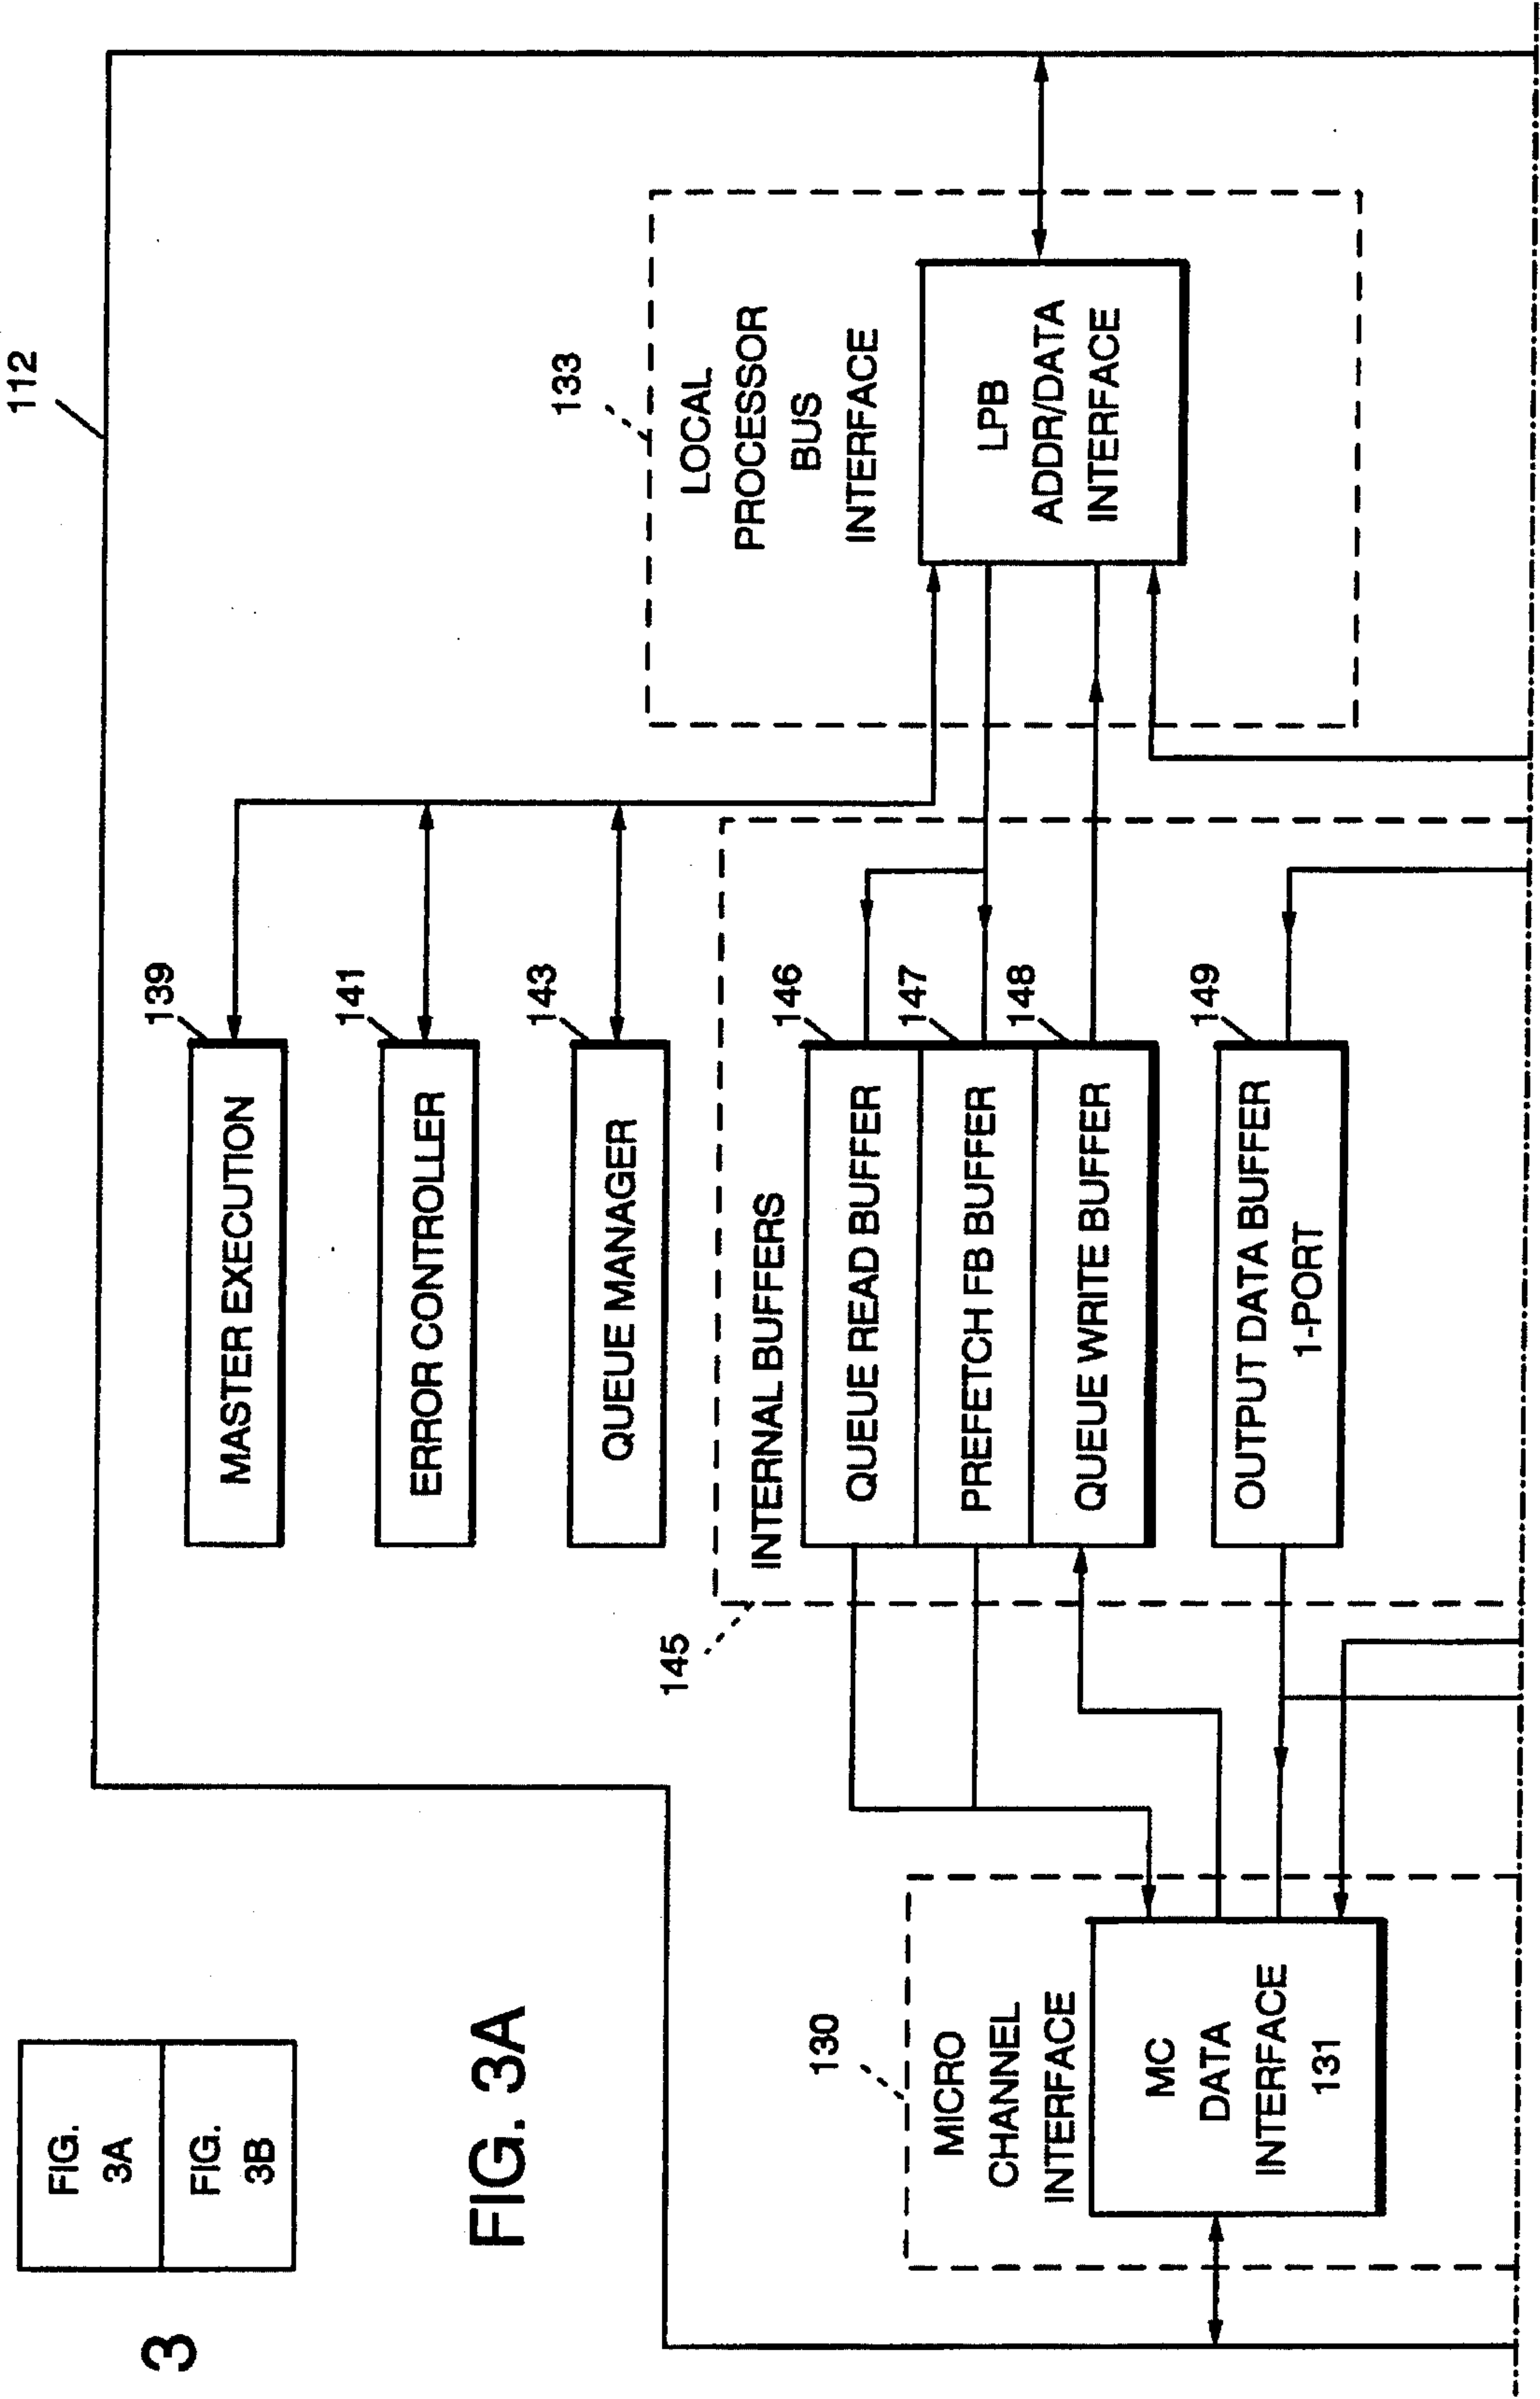 3
FIG.
3A
FIG.
3B
FIG. 3A
112
139
MASTER EXECUTION
141
ERROR CONTROLLER
143
QUEUE MANAGER
133
LOCAL
PROCESSOR
BUS
INTERFACE
LPB
ADDR/DATA
INTERFACE
145
INTERNAL BUFFERS
146
QUEUE READ BUFFER
147
PREFETCH FB BUFFER
148
QUEUE WRITE BUFFER
149
OUTPUT DATA BUFFER
1-PORT
130
MICRO
CHANNEL
INTERFACE
MC
DATA
INTERFACE
131